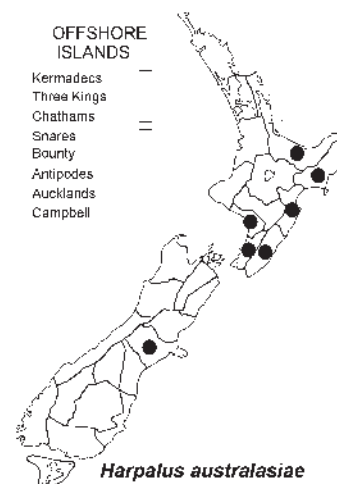 OFFSHORE
ISLANDS
Kermadecs
Three Kings
Chathams
Snares
Bounty
Antipodes
Aucklands
Campbell
Harpalus australasiae